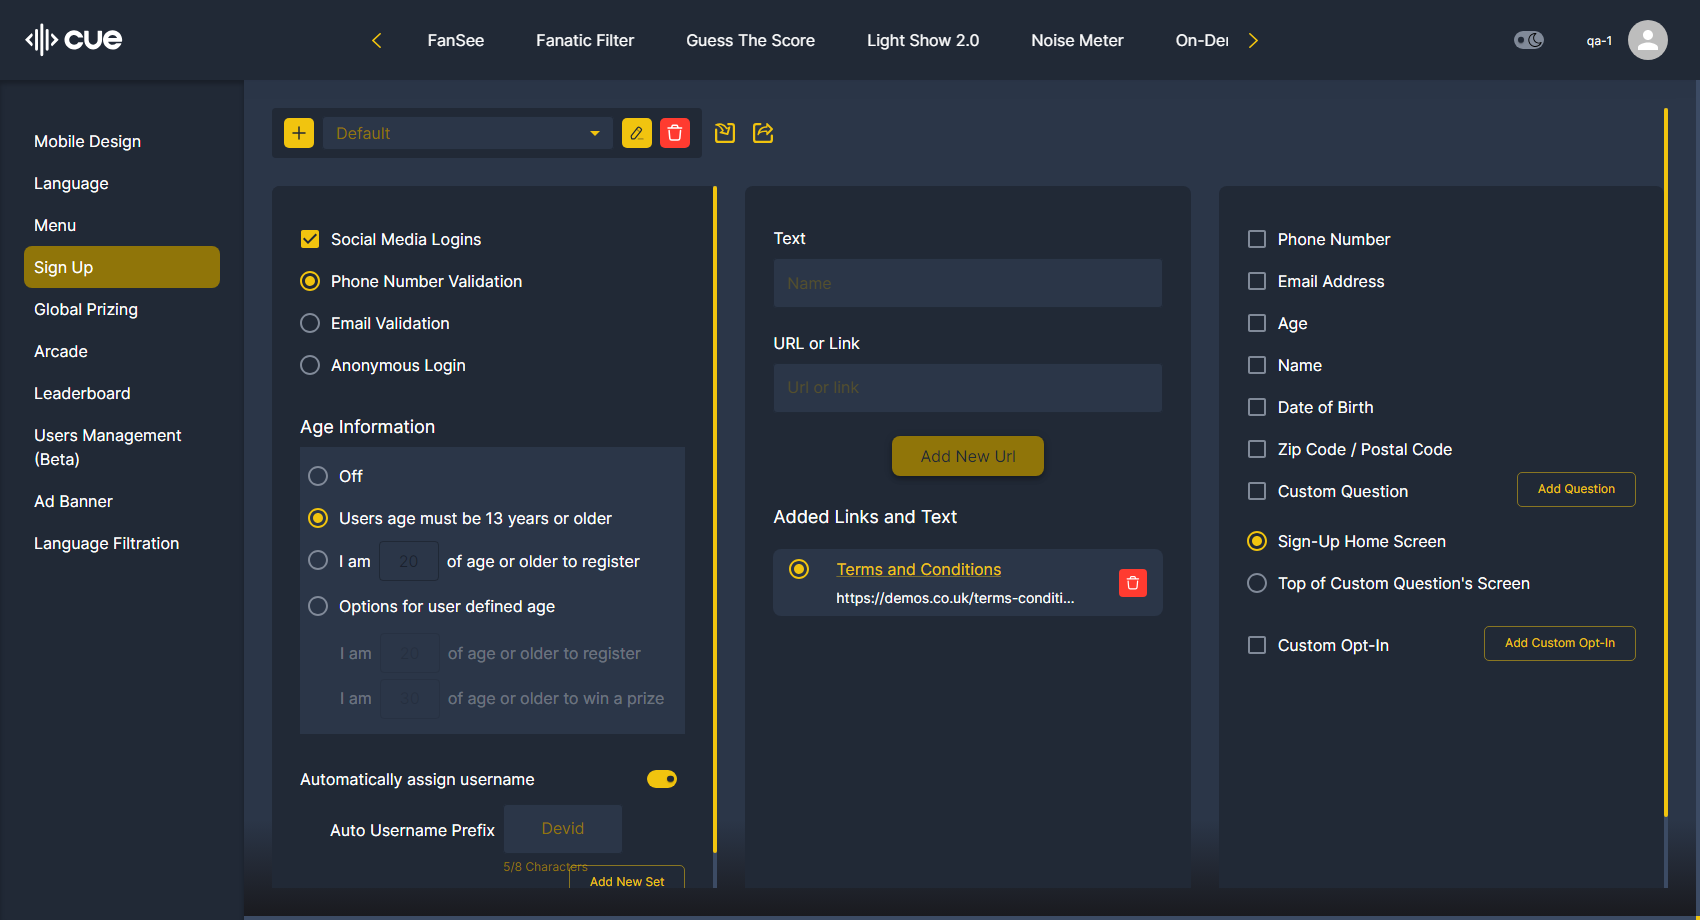 cue
FanSee
Fanatic Filter
Guess The Score
Light Show 2.0
Noise Meter
On-Der
qa-1
Mobile Design
Language
Menu
Sign Up
Global Prizing
Arcade
Leaderboard
Users Management
(Beta)
Ad Banner
Language Filtration
Default
Social Media Logins
Phone Number Validation
Email Validation
Anonymous Login
Age Information
Off
Users age must be 13 years or older
I am 20 of age or older to register
Options for user defined age
I am 20 of age or older to register
I am 30 of age or older to win a prize
Automatically assign username
Auto Username Prefix Devid
5/8 Characters
Add New Set
Text
Name
URL or Link
Url or link
Add New Url
Added Links and Text
Terms and Conditions
https://demos.co.uk/terms-conditi...
Phone Number
Email Address
Age
Name
Date of Birth
Zip Code / Postal Code
Custom Question
Add Question
Sign-Up Home Screen
Top of Custom Question's Screen
Custom Opt-In
Add Custom Opt-In